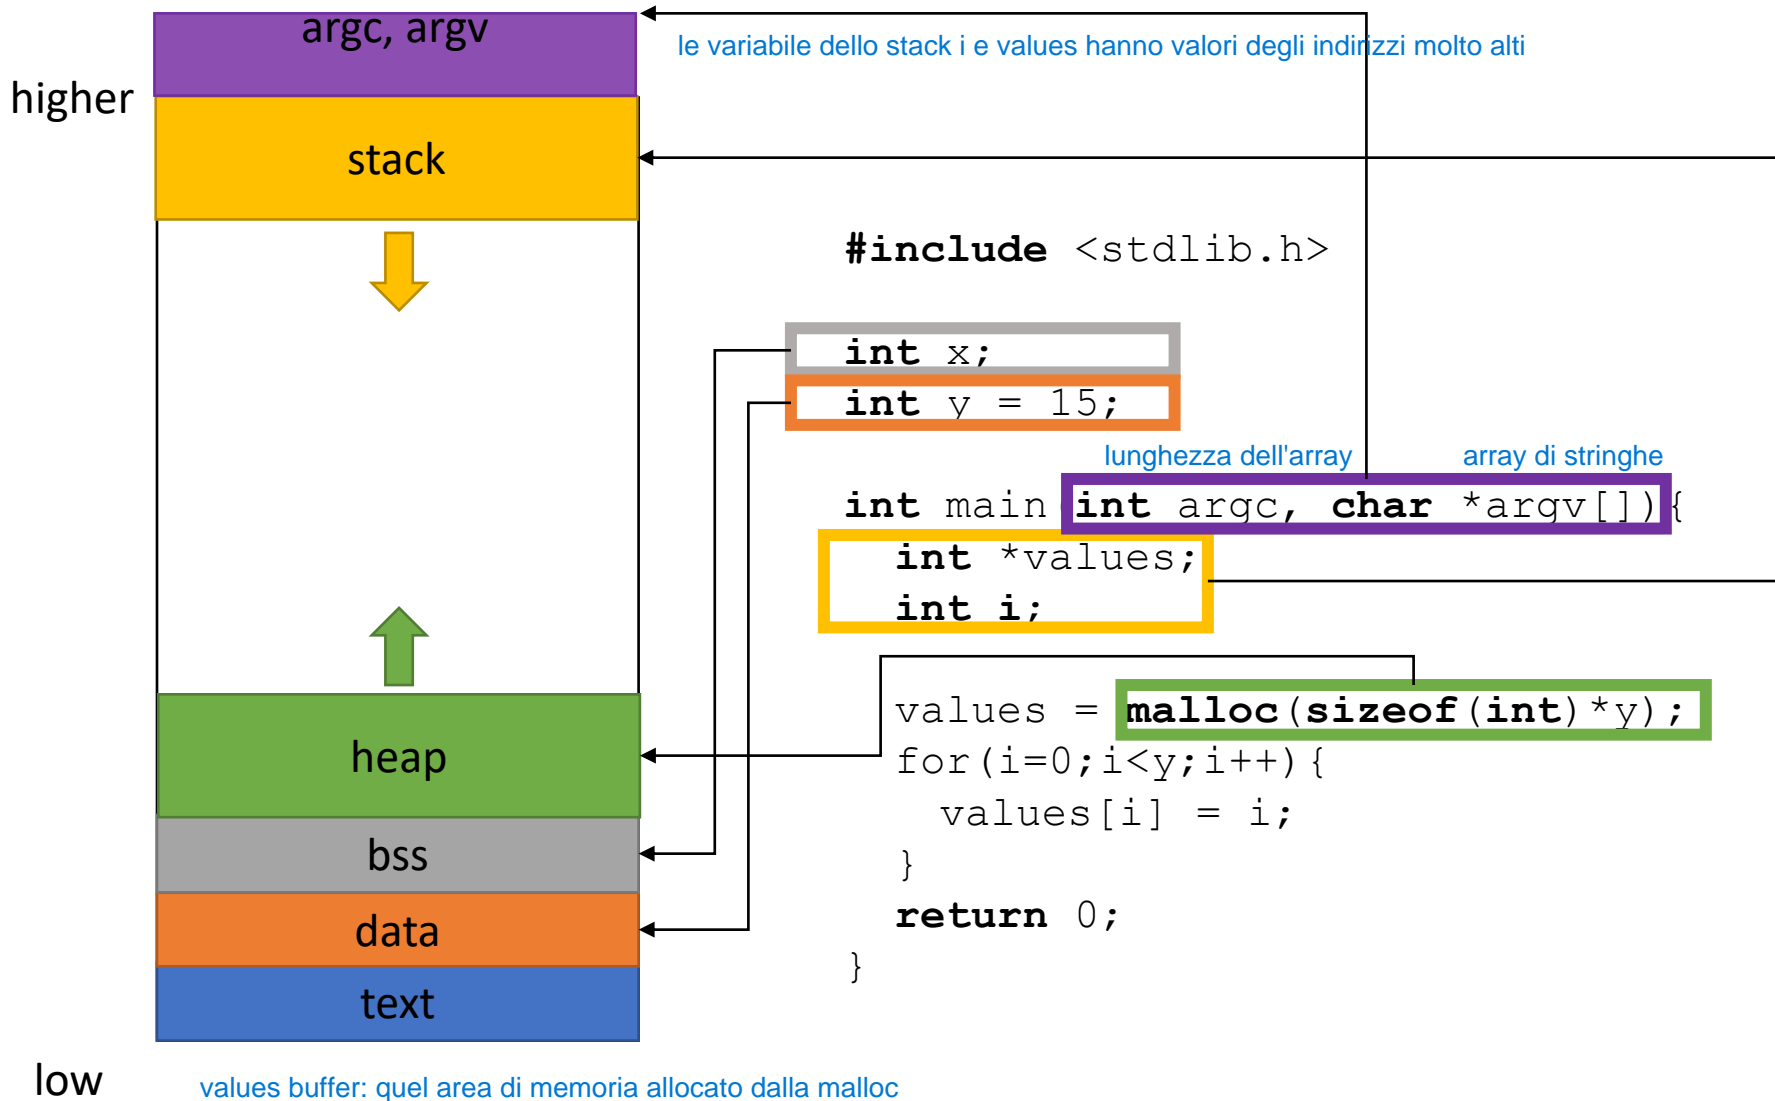 argc, argv
le variabile dello stack i e values hanno valori degli indirizzi molto alti
higher
stack
#include <stdlib.h>
int x;
int y = 15;
lunghezza dell'array
array di stringhe
int main(int argc, char *argv[]){
int *values;
int i;
values = malloc(sizeof(int)*y);
for(i=0;i<y;i++){
values[i] = i;
}
return 0;
}
heap
bss
data
text
low
values buffer: quel area di memoria allocato dalla malloc